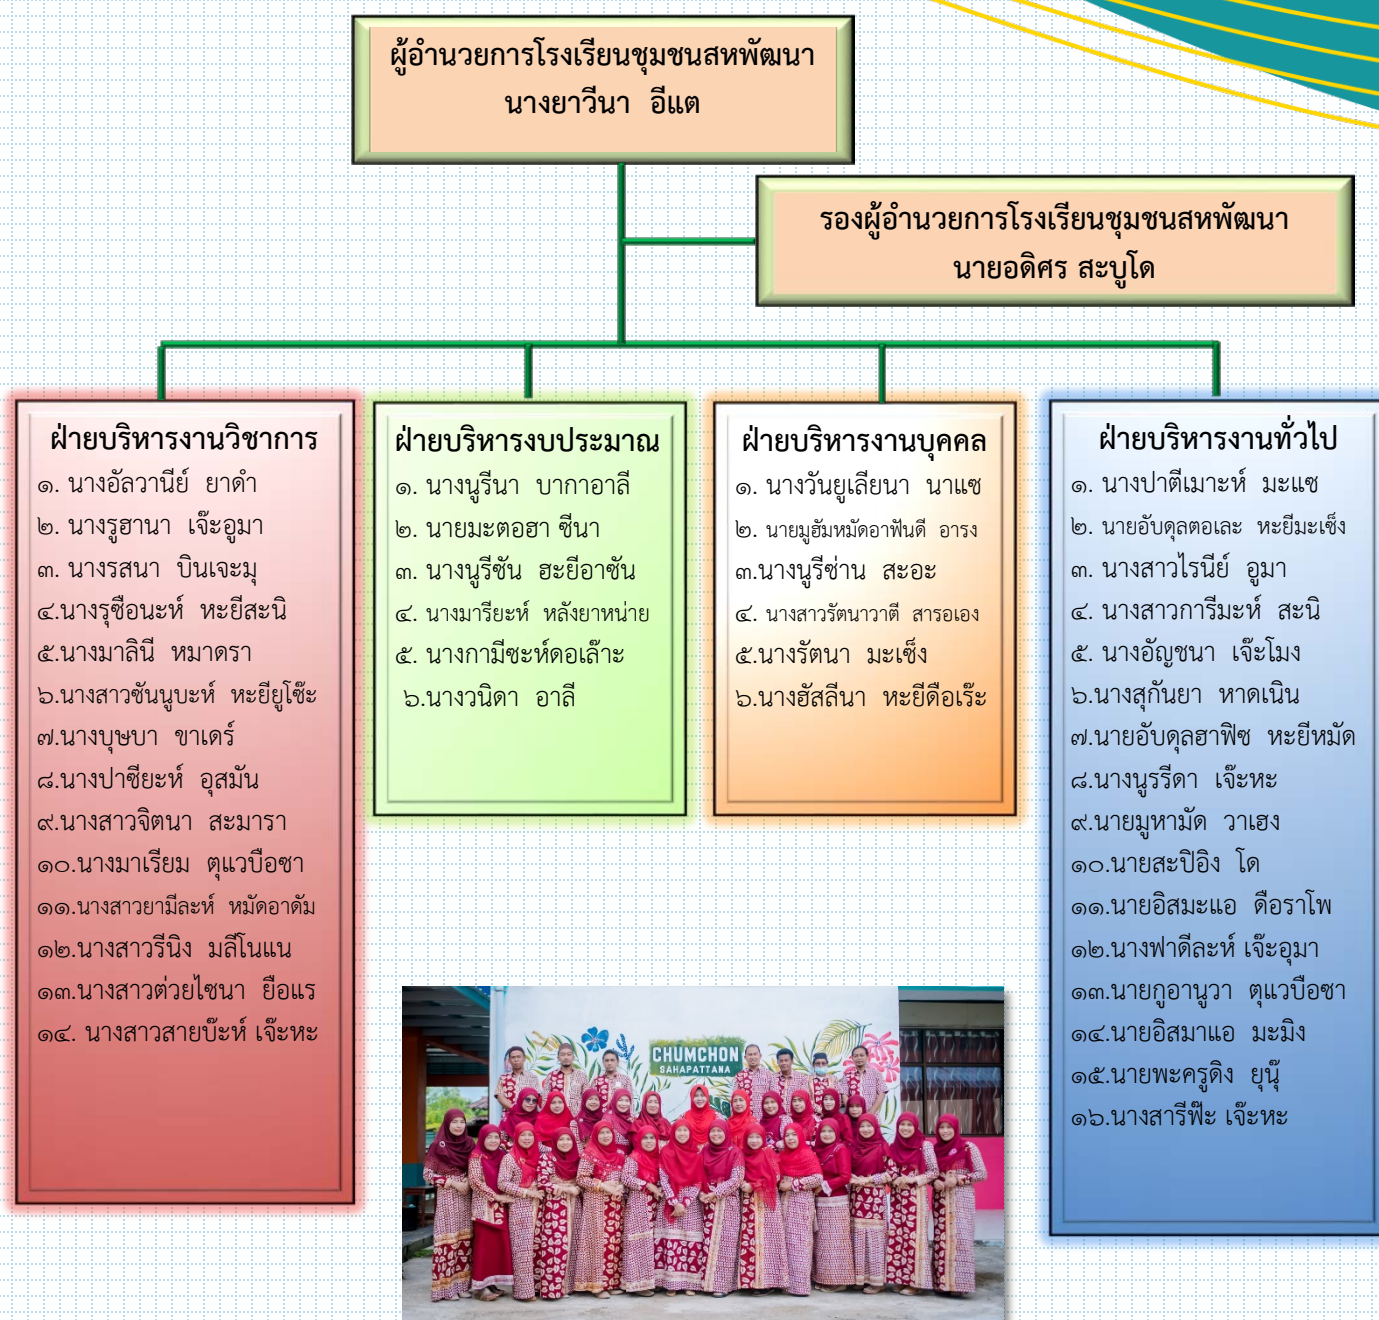 ผู้อำนวยการโรงเรียนชุมชนสหพัฒนา
นางยาวีนา อีแต
รองผู้อำนวยการโรงเรียนชุมชนสหพัฒนา
นายอดิศร สะบูโด
ฝ่ายบริหารงานวิชาการ
๑. นางอัลวานีย์ ยาดำ
๒. นางรูฮานา เจ๊ะอูมา
๓. นางรสนา บินเจะมุ
๔.นางรุซือนะห์ หะยีสะนิ
๕.นางมาลินี หมาดรา
๖.นางสาวซันนูบะห์ หะยียูโซ๊ะ
๗.นางบุษบา ขาเดร์
๘.นางปาซียะห์ อุสมัน
๙.นางสาวจิตนา สะมารา
๑๐.นางมาเรียม ตุแวบือซา
๑๑.นางสาวยามีละห์ หมัดอาดัม
๑๒.นางสาวรีนิง มลีโนแน
๑๓.นางสาวต่วยไซนา ยือแร
๑๔. นางสาวสายบ๊ะห์ เจ๊ะหะ
ฝ่ายบริหารงบประมาณ
๑. นางนูรีนา บากาอาลี
๒. นายมะตอฮา ซีนา
๓. นางนูรีซัน ฮะยีอาซัน
๔. นางมารียะห์ หลังยาหน่าย
๕. นางกามีซะห์ดอเล๊าะ
๖.นางวนิดา อาลี
ฝ่ายบริหารงานบุคคล
๑. นางวันยูเลียนา นาแซ
๒. นายมูฮัมหมัดอาฟันดี อารง
๓.นางนูรีซ่าน สะอะ
๔. นางสาวรัตนาวาตี สารอเอง
๕.นางรัตนา มะเซ็ง
๖.นางฮัสลีนา หะยีดือเร๊ะ
ฝ่ายบริหารงานทั่วไป
๑. นางปาตีเมาะห์ มะแซ
๒. นายอับดุลตอเละ หะยีมะเซ็ง
๓. นางสาวไรนีย์ อูมา
๔. นางสาวการีมะห์ สะนิ
๕. นางอัญชนา เจ๊ะโมง
๖.นางสุกันยา หาดเนิน
๗.นายอับดุลฮาฟิซ หะยีหมัด
๘.นางนูรรีดา เจ๊ะหะ
๙.นายมูหามัด วาเฮง
๑๐.นายสะปิอิง โด
๑๑.นายอิสมะแอ ดือราโพ
๑๒.นางฟาดีละห์ เจ๊ะอุมา
๑๓.นายกูอานูวา ตุแวบือซา
๑๔.นายอิสมาแอ มะมิง
๑๕.นายพะครูดิง ยุนุ๊
๑๖.นางสารีฟ๊ะ เจ๊ะหะ
CHUMCHON
SAHAPATTANA